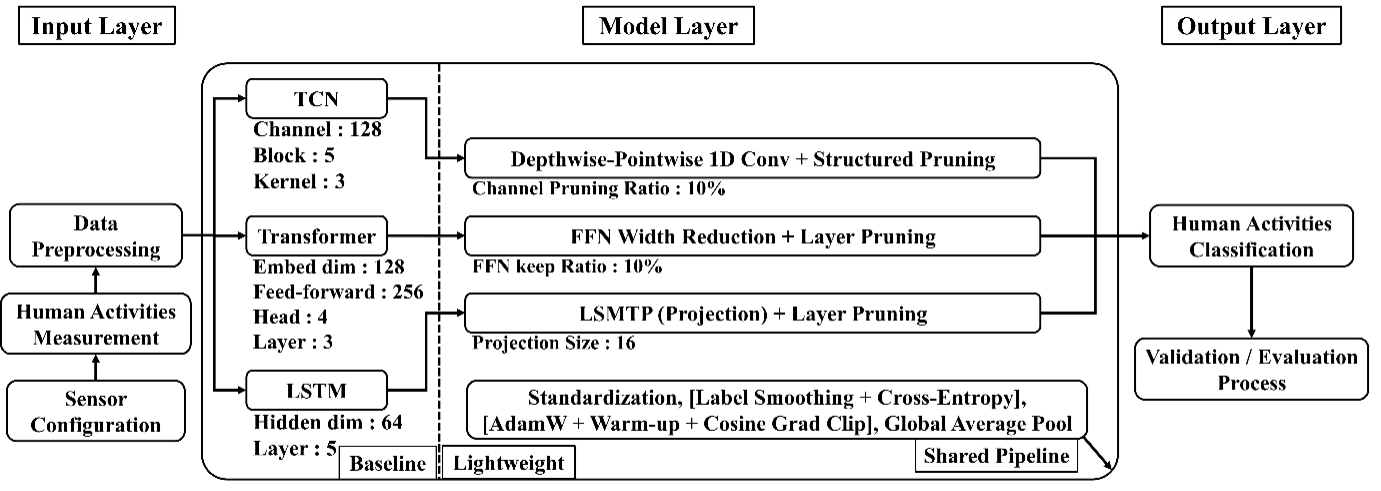 Input Layer
Model Layer
Output Layer
Data
Preprocessing
Human Activities
Measurement
Sensor
Configuration
TCN
Channel : 128
Block : 5
Kernel : 3
Transformer
Embed dim : 128
Feed-forward : 256
Head : 4
Layer : 3
LSTM
Hidden dim : 64
Layer : 5
Baseline
Lightweight
Depthwise-Pointwise 1D Conv + Structured Pruning
Channel Pruning Ratio : 10%
FFN Width Reduction + Layer Pruning
FFN keep Ratio : 10%
LSMTP (Projection) + Layer Pruning
Projection Size : 16
Standardization, [Label Smoothing + Cross-Entropy],
[AdamW + Warm-up + Cosine Grad Clip], Global Average Pool
Shared Pipeline
Human Activities
Classification
Validation / Evaluation
Process